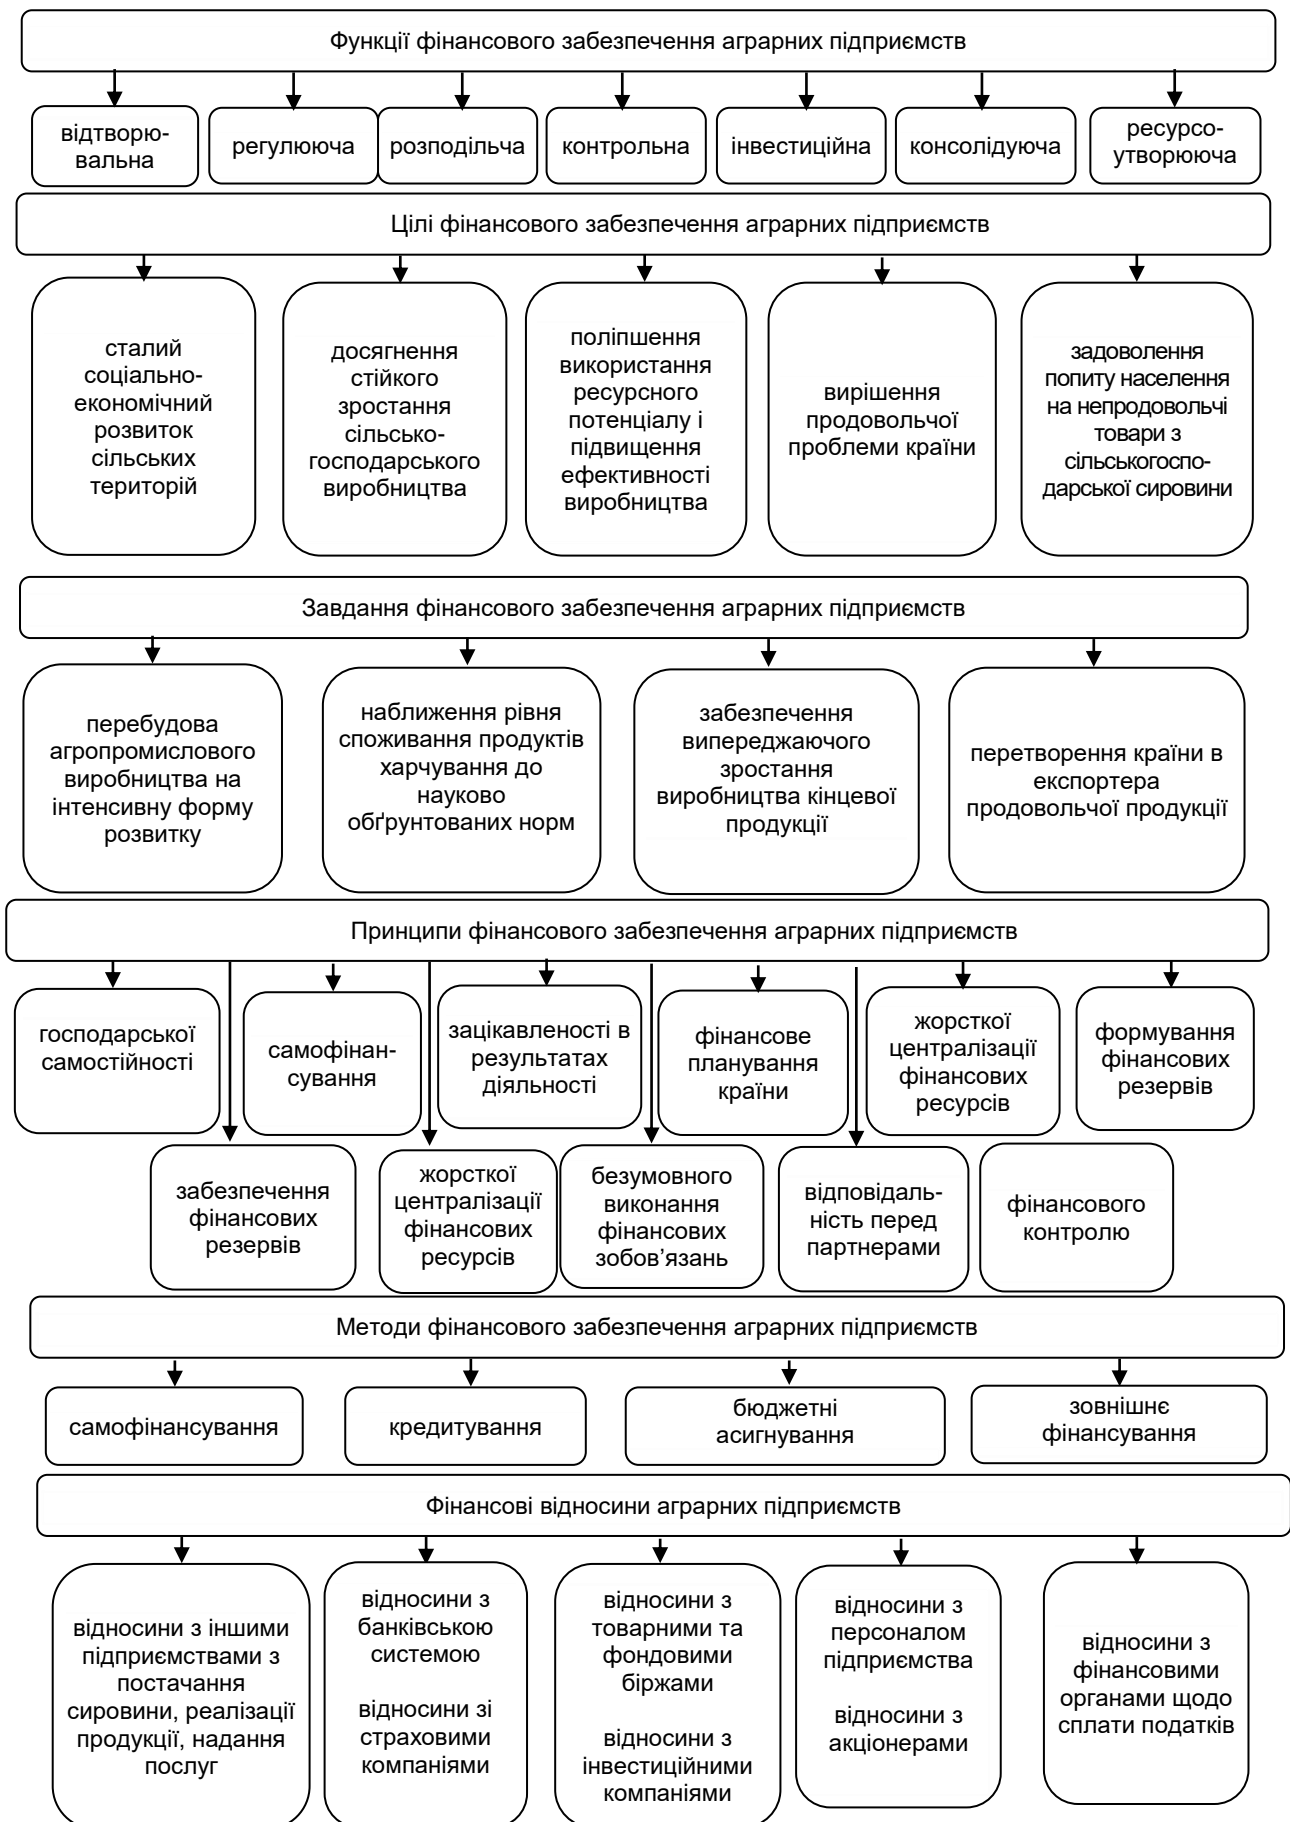 Функції фінансового забезпечення аграрних підприємств
відтворю-
вальна
регулююча
розподільча
контрольна
інвестиційна
консолідуюча
ресурсо-
утворююча
Цілі фінансового забезпечення аграрних підприємств
сталий
соціально-
економічний
розвиток
сільських
територій
досягнення
стійкого
зростання
сільсько-
господарського
виробництва
поліпшення
використання
ресурсного
потенціалу і
підвищення
ефективності
виробництва
вирішення
продовольчої
проблеми країни
задоволення
попиту населення
на непродовольчі
товари з
сільськогоспо-
дарської сировини
Завдання фінансового забезпечення аграрних підприємств
перебудова
агропромислового
виробництва на
інтенсивну форму
розвитку
наближення рівня
споживання продуктів
харчування до
науково
обґрунтованих норм
забезпечення
випереджаючого
зростання
виробництва кінцевої
продукції
перетворення країни в
експортера
продовольчої продукції
Принципи фінансового забезпечення аграрних підприємств
господарської
самостійності
самофінан-
сування
зацікавленості в
результатах
діяльності
фінансове
планування
країни
жорсткої
централізації
фінансових
ресурсів
формування
фінансових
резервів
забезпечення
фінансових
резервів
жорсткої
централізації
фінансових
ресурсів
безумовного
виконання
фінансових
зобов’язань
відповідаль-
ність перед
партнерами
фінансового
контролю
Методи фінансового забезпечення аграрних підприємств
самофінансування
кредитування
бюджетні
асигнування
зовнішнє
фінансування
Фінансові відносини аграрних підприємств
відносини з іншими
підприємствами з
постачання
сировини, реалізації
продукції, надання
послуг
відносини з
банківською
системою
відносини зі
страховими
компаніями
відносини з
товарними та
фондовими
біржами
відносини з
інвестиційними
компаніями
відносини з
персоналом
підприємства
відносини з
акціонерами
відносини з
фінансовими
органами щодо
сплати податків